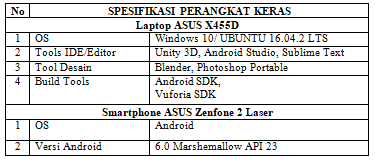 No SPESIFIKASI PERANGKAT KERAS
Laptop ASUS X455D
1 OS Windows 10/ UBUNTU 16.04.2 LTS
2 Tools IDE/Editor Unity 3D, Android Studio, Sublime Text
3 Tool Desain Blender, Photoshop Portable
4 Build Tools Android SDK,
Vuforia SDK
Smartphone ASUS Zenfone 2 Laser
1 OS Android
2 Versi Android 6.0 Marshemallow API 23